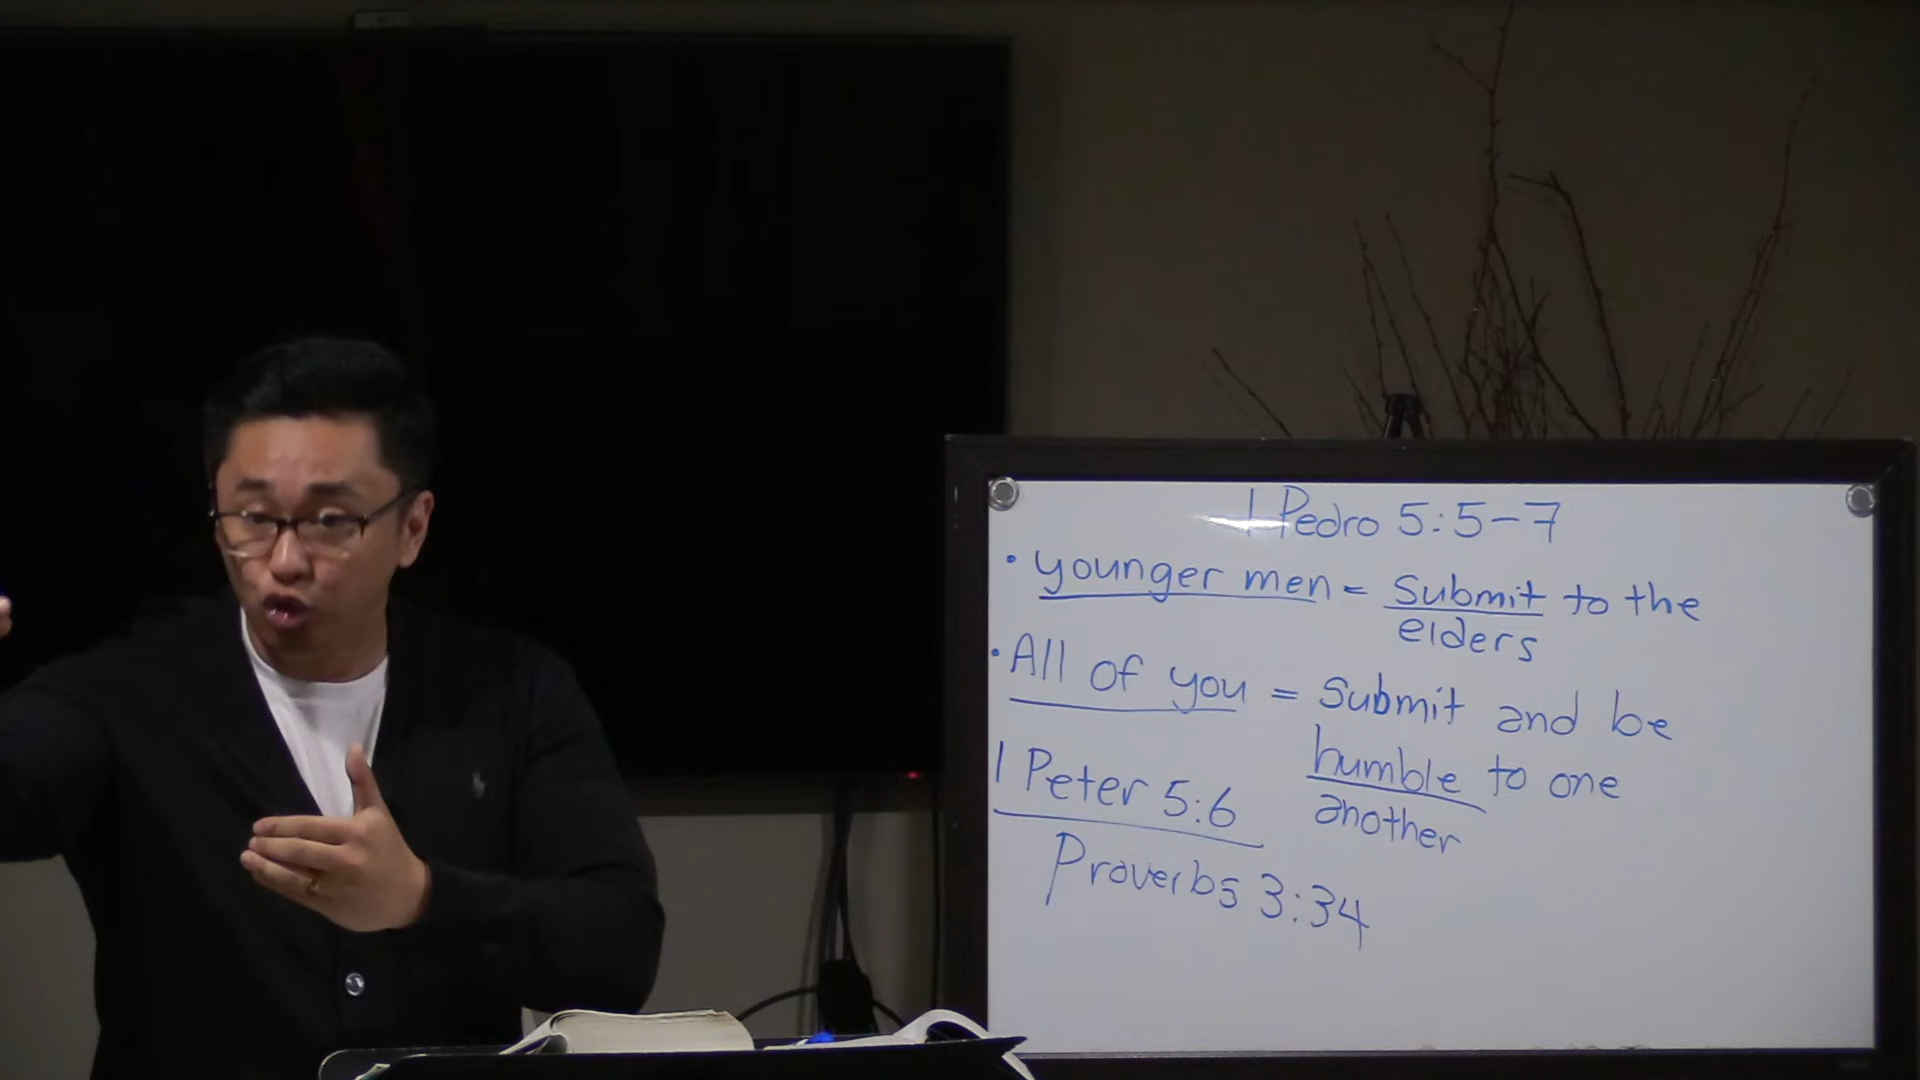 1 Pedro 5:5-7
• younger men = Submit to the
elders
• All of you = Submit and be
humble to one
another
1 Peter 5:6
Proverbs 3:34